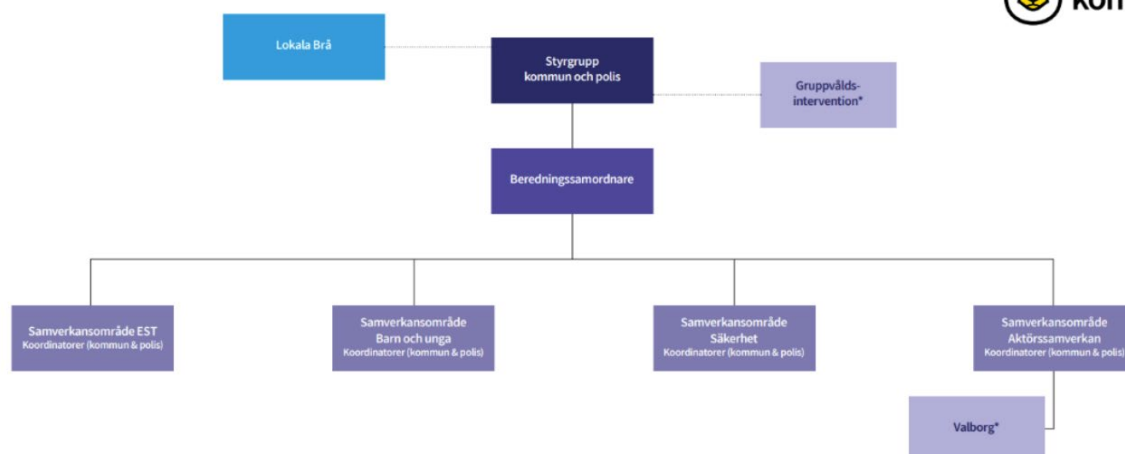 Lokala Brå
Styrgrupp
kommun och polis
Gruppvålds-
intervention*
Beredningssamordnare
Samverkansområde EST
Koordinatorer (kommun & polis)
Samverkansområde
Barn och unga
Koordinatorer (kommun & polis)
Samverkansområde
Säkerhet
Koordinatorer (kommun & polis)
Samverkansområde
Aktörssamverkan
Koordinatorer (kommun & polis)
Valborg*